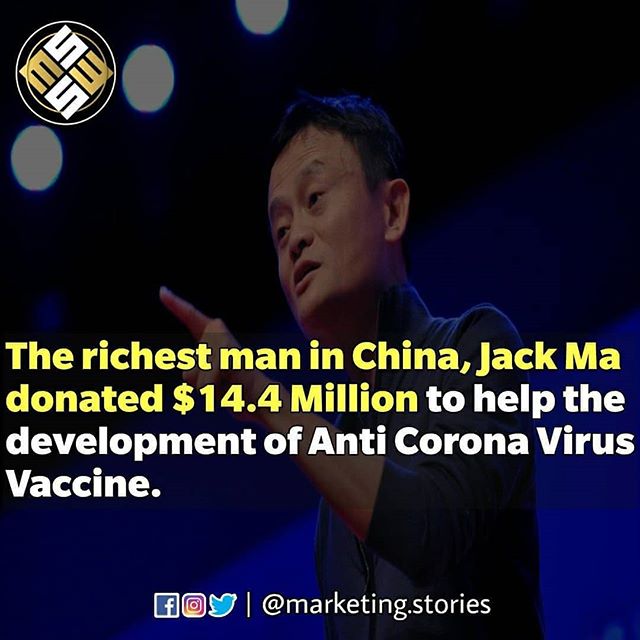 The richest man in China, Jack Ma
donated $14.4 Million to help the
development of Anti Corona Virus
Vaccine.
| @marketing.stories